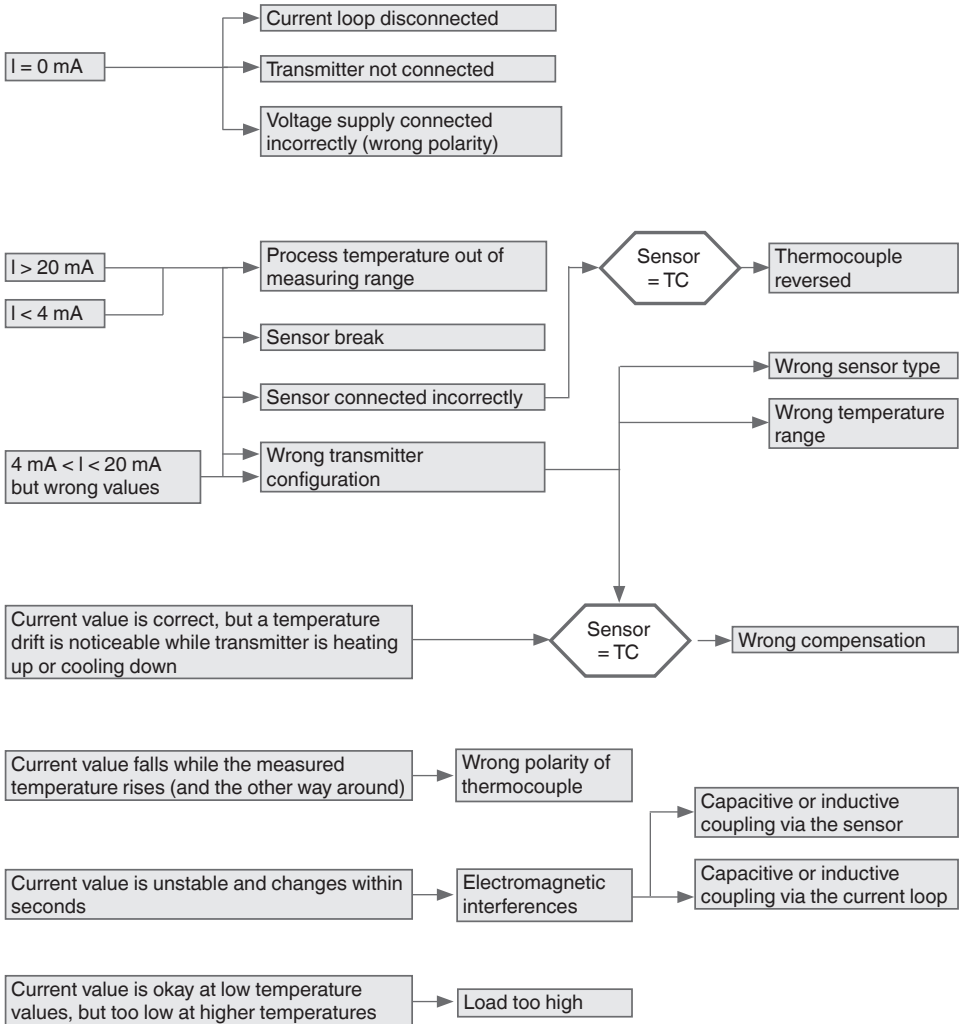 Current loop disconnected
I = 0 mA
Transmitter not connected
Voltage supply connected
incorrectly (wrong polarity)
I > 20 mA
I < 4 mA
Process temperature out of
measuring range
Sensor
= TC
Thermocouple
reversed
Sensor break
Sensor connected incorrectly
Wrong sensor type
Wrong temperature
range
4 mA < I < 20 mA
but wrong values
Wrong transmitter
configuration
Current value is correct, but a temperature
drift is noticeable while transmitter is heating
up or cooling down
Sensor
= TC
Wrong compensation
Current value falls while the measured
temperature rises (and the other way around)
Wrong polarity of
thermocouple
Current value is unstable and changes within
seconds
Electromagnetic
interferences
Capacitive or inductive
coupling via the sensor
Capacitive or inductive
coupling via the current loop
Current value is okay at low temperature
values, but too low at higher temperatures
Load too high